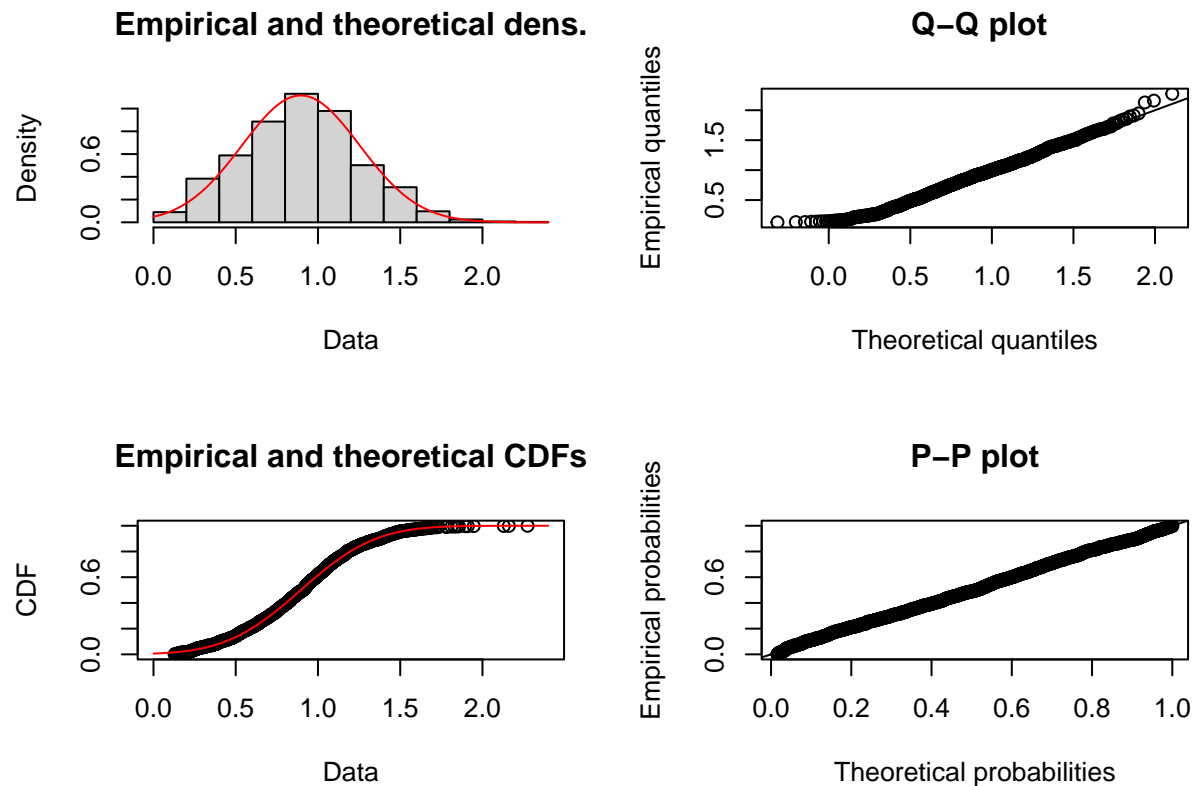 Empirical and theoretical dens.
Density
0.0 0.6
0.0 0.5 1.0 1.5 2.0
Data
Q−Q plot
Empirical quantiles
0.5 1.5
0.0 0.5 1.0 1.5 2.0
Theoretical quantiles
Empirical and theoretical CDFs
CDF
0.0 0.6
0.0 0.5 1.0 1.5 2.0
Data
P−P plot
Empirical probabilities
0.0 0.6
0.0 0.2 0.4 0.6 0.8 1.0
Theoretical probabilities